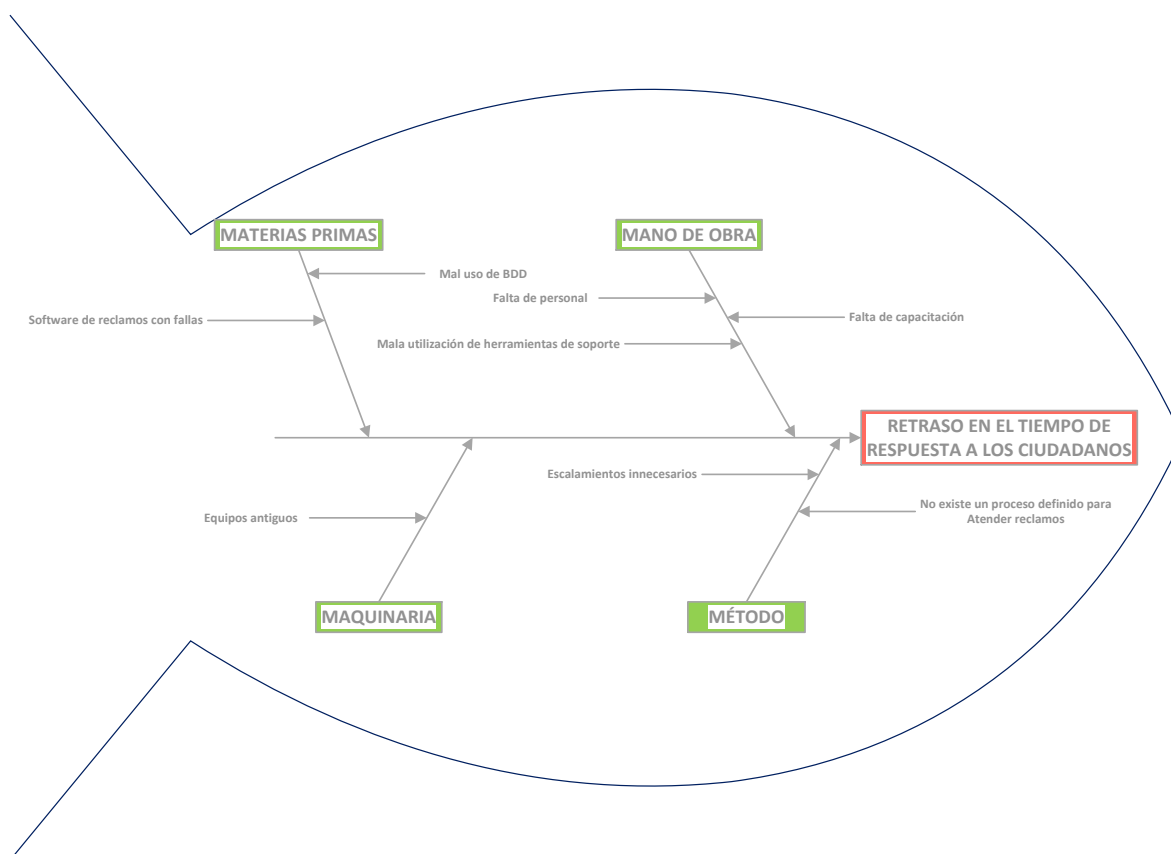 MATERIAS PRIMAS
MANO DE OBRA
Mal uso de BDD
Falta de personal
Software de reclamos con fallas
Falta de capacitación
Mala utilización de herramientas de soporte
RETRASO EN EL TIEMPO DE
RESPUESTA A LOS CIUDADANOS
Escalamientos innecesarios
Equipos antiguos
No existe un proceso definido para
Atender reclamos
MAQUINARIA
MÉTODO